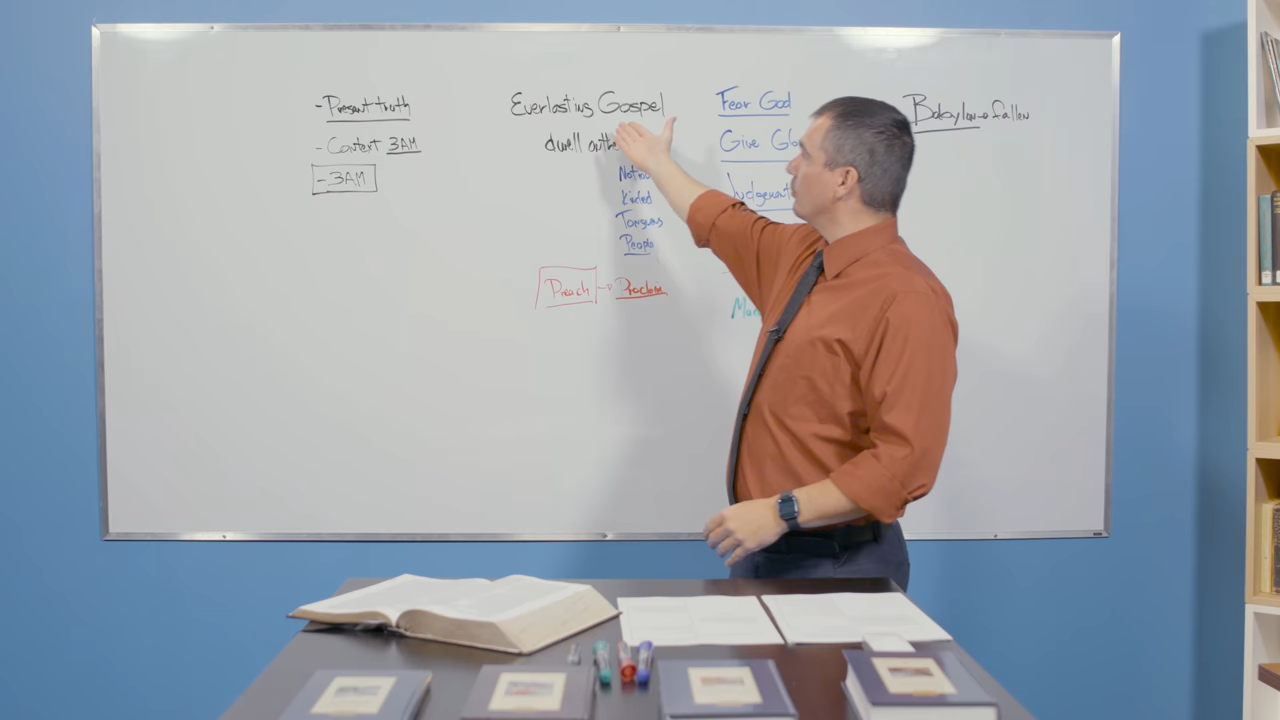 - Present truth
- Context 3AM
- 3AM
Everlasting Gospel
dwell on the
Kindred
Tongues
People
Preach → Proclaim
Fear God
Give Glo
Judgement
Babylon → fallen